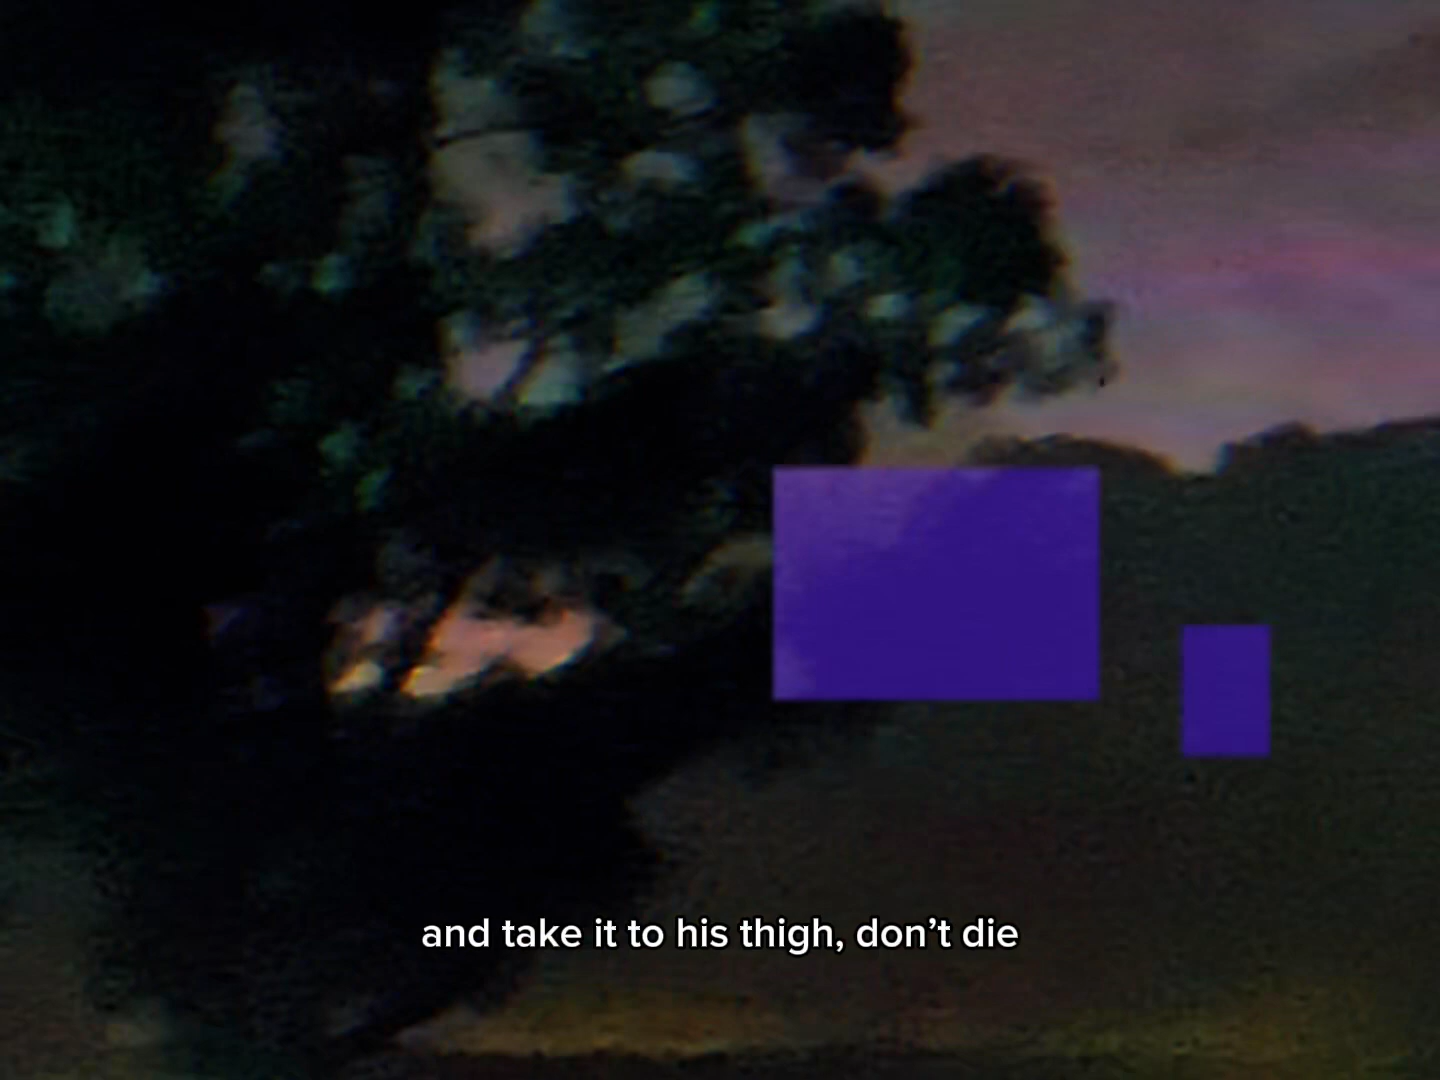 and take it to his thigh, don’t die